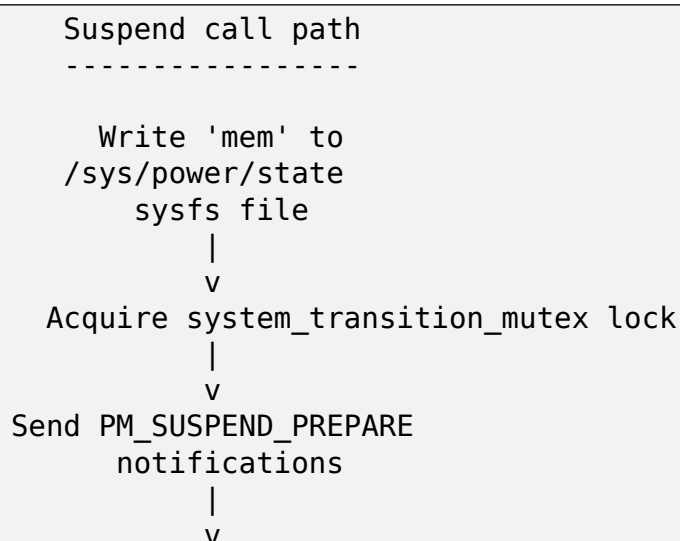 Suspend call path
-----------------
Write 'mem' to
/sys/power/state
sysfs file
|
v
Acquire system_transition_mutex lock
|
v
Send PM_SUSPEND_PREPARE
notifications
|
v